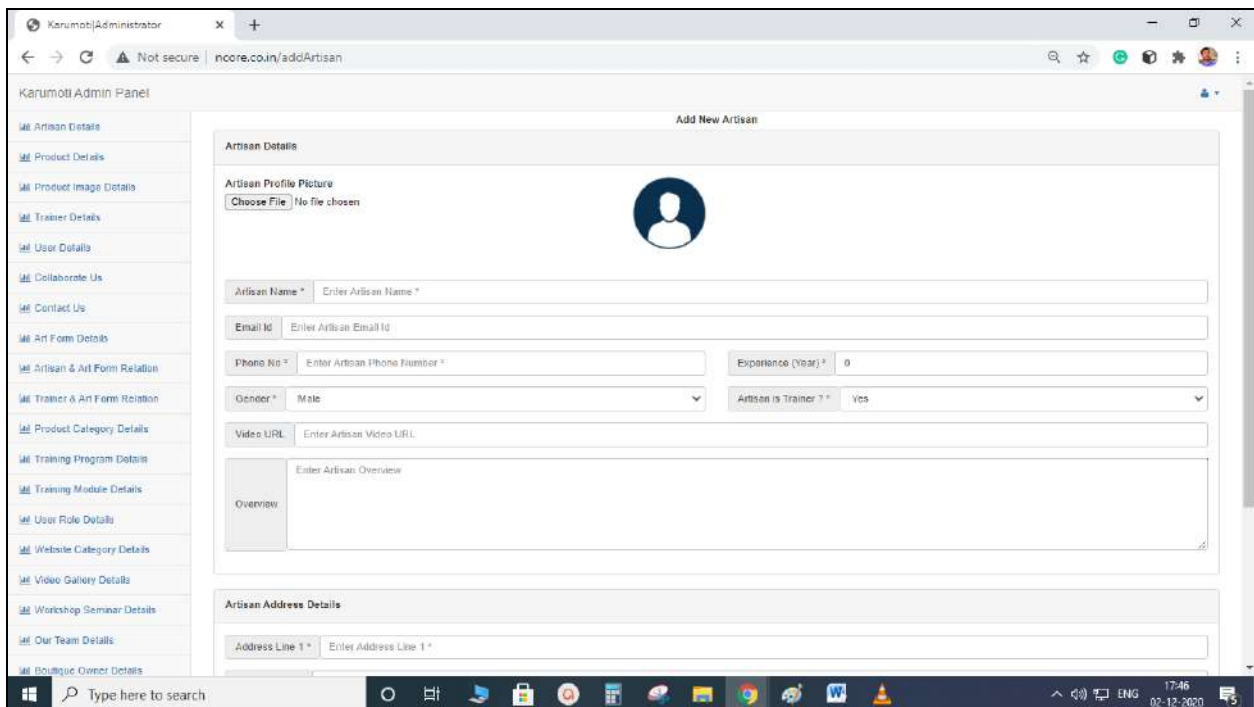 Karumoti|Administrator
Not secure | ncore.co.in/addArtisan
Karumoti Admin Panel
Artisan Details
Product Details
Product Image Details
Trainer Details
User Details
Collaborate Us
Contact Us
Art Form Details
Artisan & Art Form Relation
Trainer & Art Form Relation
Product Category Details
Training Program Details
Training Module Details
User Role Details
Website Category Details
Video Gallery Details
Workshop Seminar Details
Our Team Details
Boutique Owner Details
Add New Artisan
Artisan Details
Artisan Profile Picture
Choose File No file chosen
Artisan Name * Enter Artisan Name *
Email Id Enter Artisan Email Id
Phone No * Enter Artisan Phone Number * Experience (Year) * 0
Gender * Male Artisan is Trainer ? * Yes
Video URL Enter Artisan Video URL
Enter Artisan Overview
Overview
Artisan Address Details
Address Line 1 * Enter Address Line 1 *
Type here to search
ENG
17:46
02-12-2020